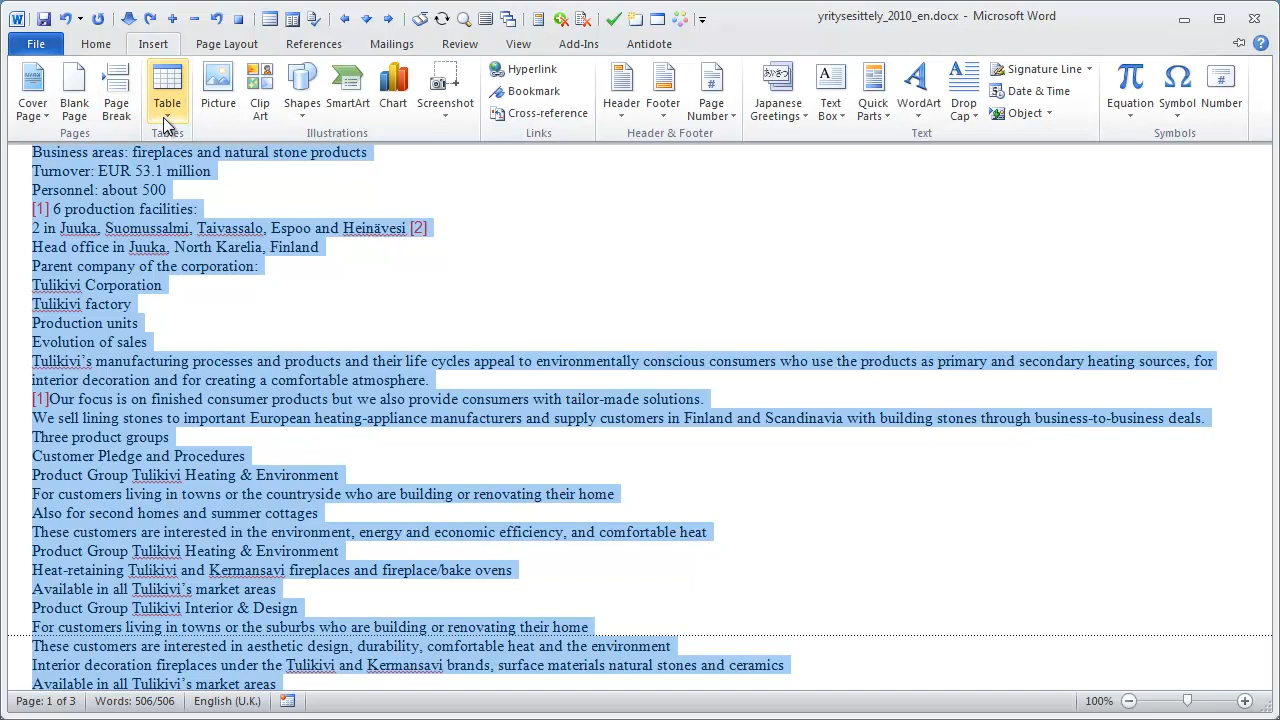 yritysesittely_2010_en.docx - Microsoft Word
File Home Insert Page Layout References Mailings Review View Add-Ins Antidote
Cover Page
Blank Page
Page Break
Pages
Table
Tables
Picture
Clip Art
Shapes
SmartArt
Chart
Screenshot
Illustrations
Hyperlink
Bookmark
Cross-reference
Links
Header
Footer
Page Number
Header & Footer
Japanese Greetings
Text Box
Quick Parts
WordArt
Drop Cap
Signature Line
Date & Time
Object
Text
Equation
Symbol
Number
Symbols
Business areas: fireplaces and natural stone products
Turnover: EUR 53.1 million
Personnel: about 500
[1] 6 production facilities:
2 in Juuka, Suomussalmi, Taivassalo, Espoo and Heinävesi [2]
Head office in Juuka, North Karelia, Finland
Parent company of the corporation:
Tulikivi Corporation
Tulikivi factory
Production units
Evolution of sales
Tulikivi’s manufacturing processes and products and their life cycles appeal to environmentally conscious consumers who use the products as primary and secondary heating sources, for
interior decoration and for creating a comfortable atmosphere.
[1]Our focus is on finished consumer products but we also provide consumers with tailor-made solutions.
We sell lining stones to important European heating-appliance manufacturers and supply customers in Finland and Scandinavia with building stones through business-to-business deals.
Three product groups
Customer Pledge and Procedures
Product Group Tulikivi Heating & Environment
For customers living in towns or the countryside who are building or renovating their home
Also for second homes and summer cottages
These customers are interested in the environment, energy and economic efficiency, and comfortable heat
Product Group Tulikivi Heating & Environment
Heat-retaining Tulikivi and Kermansavi fireplaces and fireplace/bake ovens
Available in all Tulikivi’s market areas
Product Group Tulikivi Interior & Design
For customers living in towns or the suburbs who are building or renovating their home
These customers are interested in aesthetic design, durability, comfortable heat and the environment
Interior decoration fireplaces under the Tulikivi and Kermansavi brands, surface materials natural stones and ceramics
Available in all Tulikivi’s market areas
Page: 1 of 3 Words: 506/506 English (U.K.) 100%